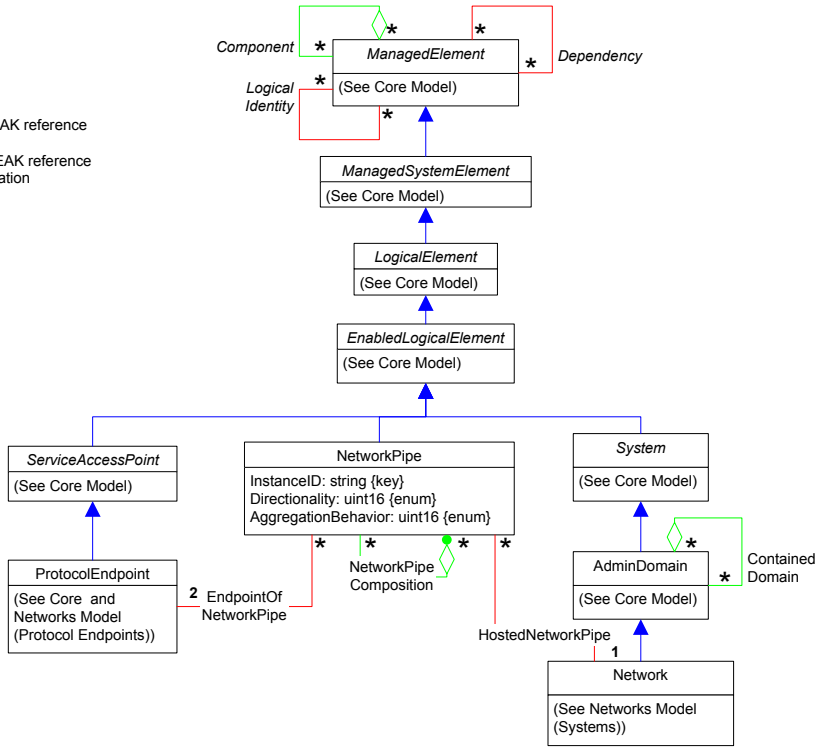 Component
*
*
ManagedElement
(See Core Model)
*
*
Dependency
Logical
Identity
*
*
AK reference
EAK reference
ation
ManagedSystemElement
(See Core Model)
LogicalElement
(See Core Model)
EnabledLogicalElement
(See Core Model)
ServiceAccessPoint
(See Core Model)
NetworkPipe
InstanceID: string {key}
Directionality: uint16 {enum}
AggregationBehavior: uint16 {enum}
System
(See Core Model)
*
*
*
*
NetworkPipe
Composition
ProtocolEndpoint
(See Core and
Networks Model
(Protocol Endpoints))
2
EndpointOf
NetworkPipe
AdminDomain
(See Core Model)
*
*
Contained
Domain
HostedNetworkPipe
1
Network
(See Networks Model
(Systems))